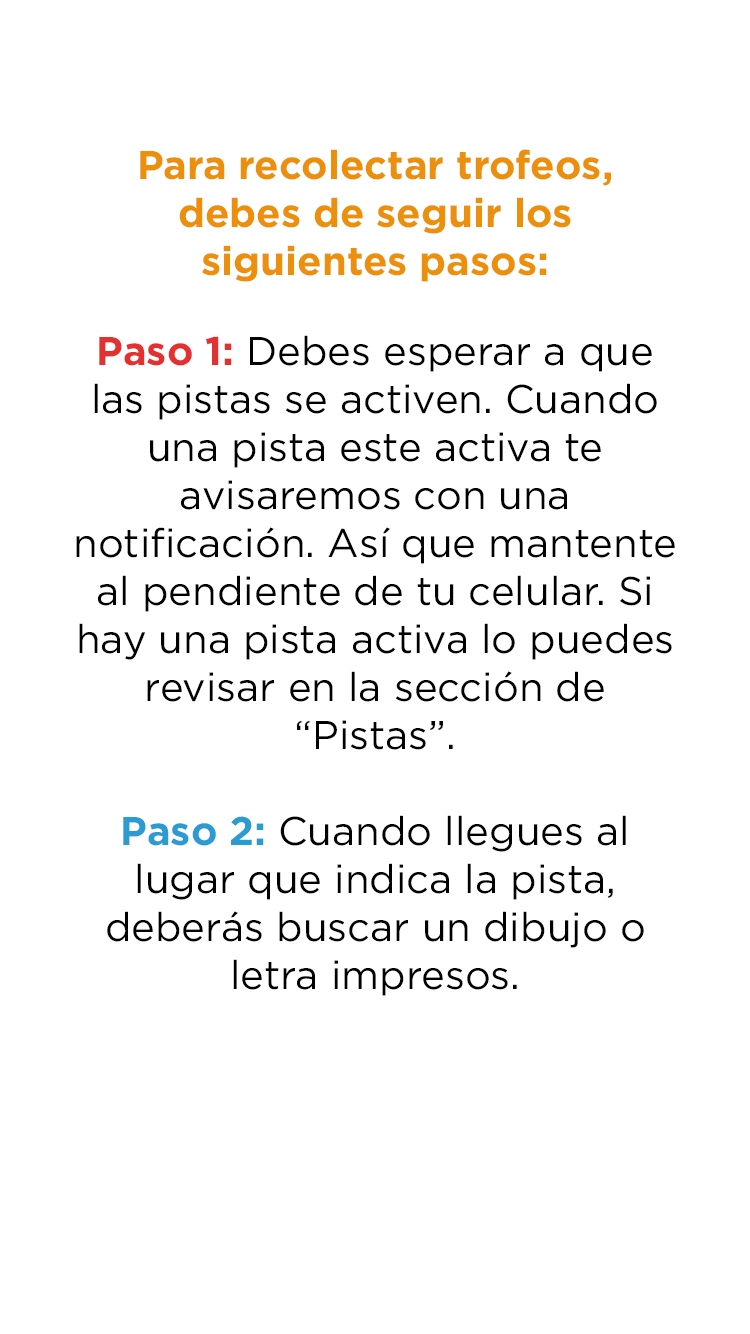 Para recolectar trofeos,
debes de seguir los
siguientes pasos:
Paso 1: Debes esperar a que
las pistas se activen. Cuando
una pista este activa te
avisaremos con una
notificación. Así que mantente
al pendiente de tu celular. Si
hay una pista activa lo puedes
revisar en la sección de
“Pistas”.
Paso 2: Cuando llegues al
lugar que indica la pista,
deberás buscar un dibujo o
letra impresos.